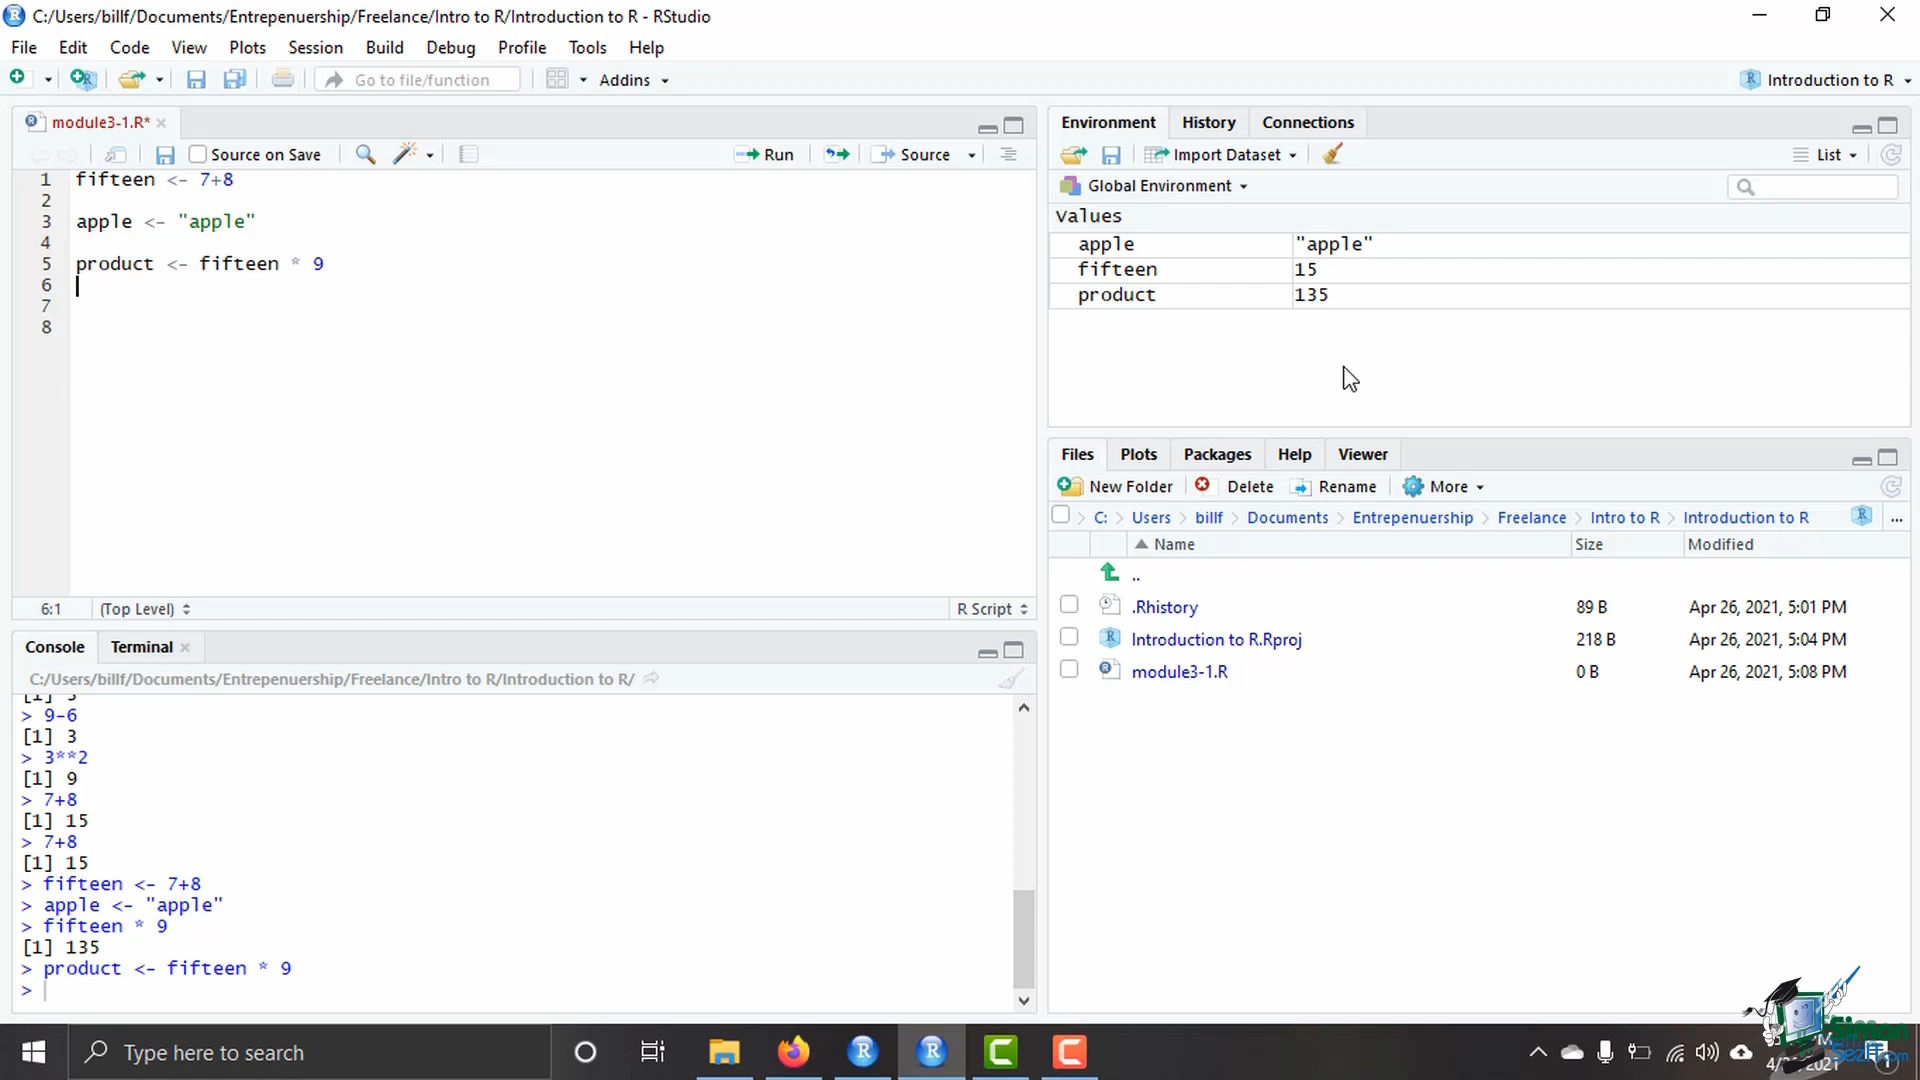 C:/Users/billf/Documents/Entrepenuership/Freelance/Intro to R/Introduction to R - RStudio
File Edit Code View Plots Session Build Debug Profile Tools Help
Go to file/function Addins Introduction to R
module3-1.R*
Source on Save Run Source
1 fifteen <- 7+8
2
3 apple <- "apple"
4
5 product <- fifteen * 9
6
7
8
6:1 (Top Level) R Script
Console Terminal
C:/Users/billf/Documents/Entrepenuership/Freelance/Intro to R/Introduction to R/
> 9-6
[1] 3
> 3**2
[1] 9
> 7+8
[1] 15
> 7+8
[1] 15
> fifteen <- 7+8
> apple <- "apple"
> fifteen * 9
[1] 135
> product <- fifteen * 9
>
Environment History Connections
Import Dataset List
Global Environment
Values
apple "apple"
fifteen 15
product 135
Files Plots Packages Help Viewer
New Folder Delete Rename More
C: Users billf Documents Entrepenuership Freelance Intro to R Introduction to R ...
Name Size Modified
..
.Rhistory 89 B Apr 26, 2021, 5:01 PM
Introduction to R.Rproj 218 B Apr 26, 2021, 5:04 PM
module3-1.R 0 B Apr 26, 2021, 5:08 PM
Type here to search
Simon
SezIT.com